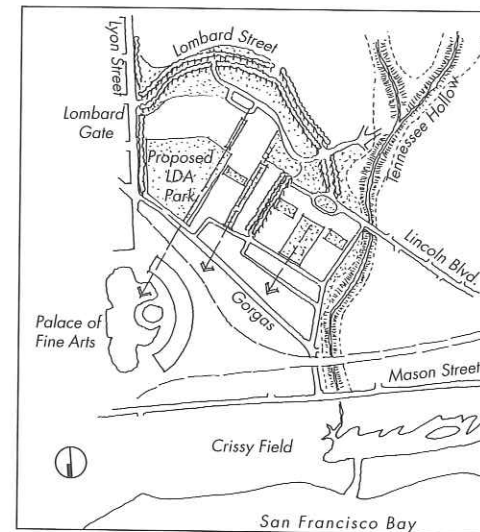 Lombard Street
Lyon Street
Lombard
Gate
Tennessee Hollow
Proposed
LDA
Park
Lincoln Blvd.
Gorgas
Palace of
Fine Arts
Mason Street
Crissy Field
San Francisco Bay